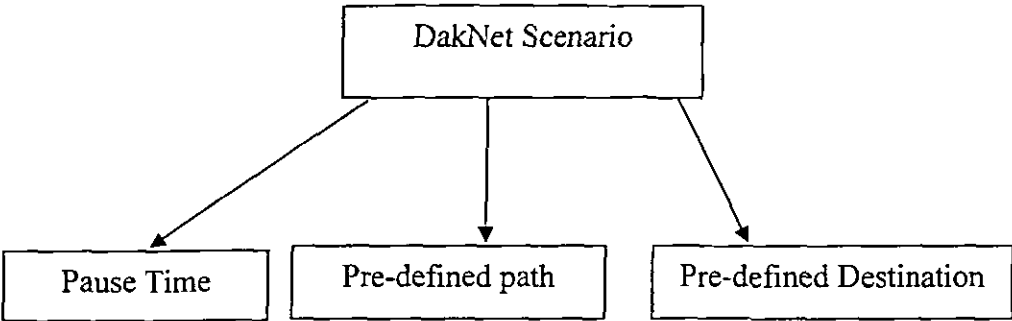 DakNet Scenario
Pause Time
Pre-defined path
Pre-defined Destination